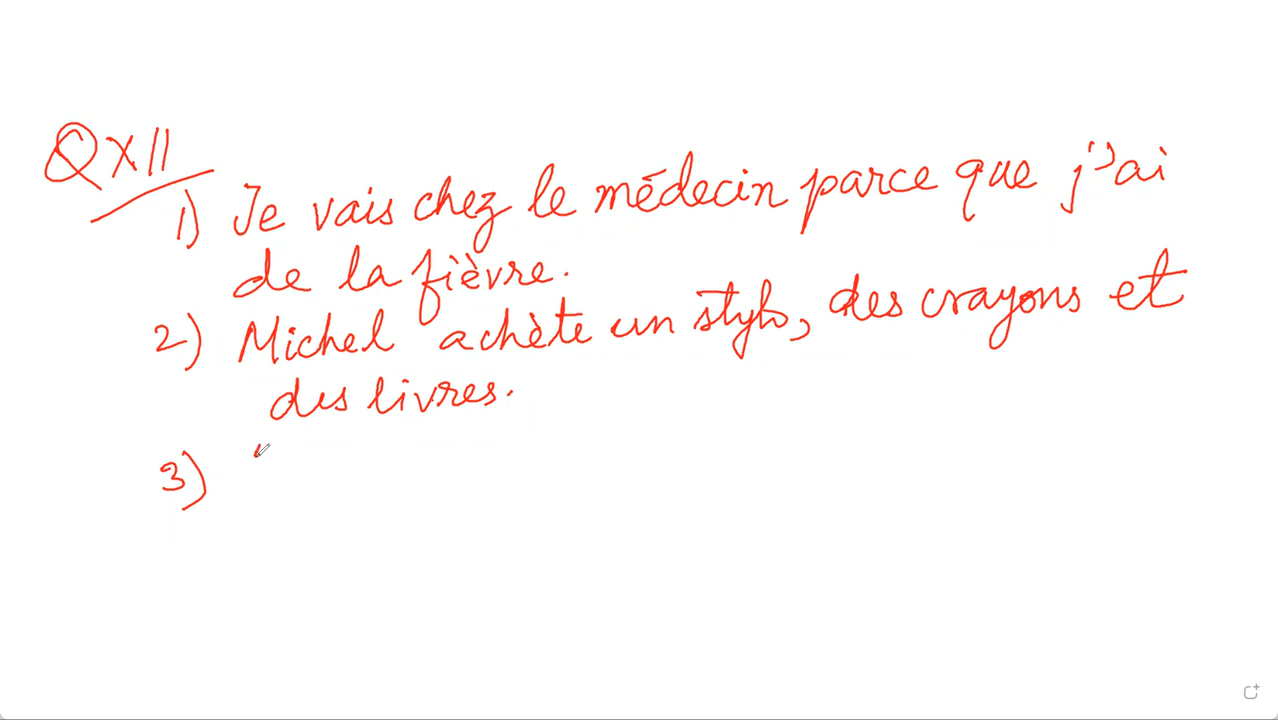 Q XII
1) Je vais chez le médecin parce que j'ai
de la fièvre.
2) Michel achète un stylo, des crayons et
des livres.
3)